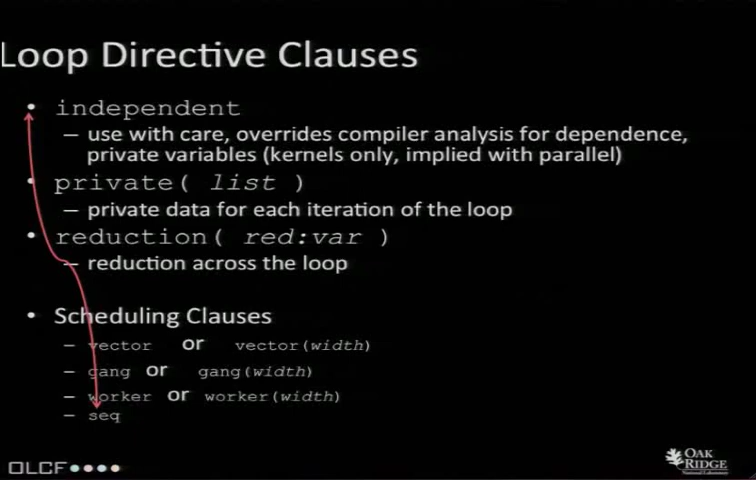 Loop Directive Clauses
• independent
– use with care, overrides compiler analysis for dependence,
private variables (kernels only, implied with parallel)
• private( list )
– private data for each iteration of the loop
• reduction( red:var )
– reduction across the loop
• Scheduling Clauses
– vector or vector(width)
– gang or gang(width)
– worker or worker(width)
– seq
OLCF
OAK
RIDGE
National Laboratory